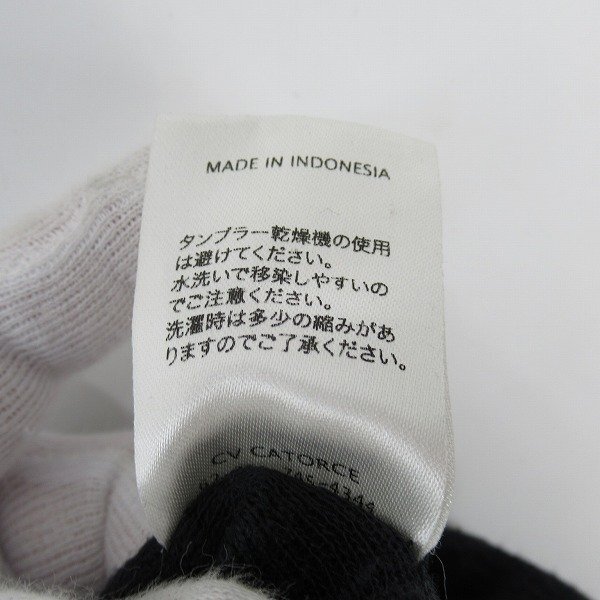 MADE IN INDONESIA
タンブラー乾燥機の使用
は避けてください。
水洗いで移染しやすいの
でご注意ください。
洗濯時は多少の縮みがあ
りますのでご了承ください。
CV CATORCE